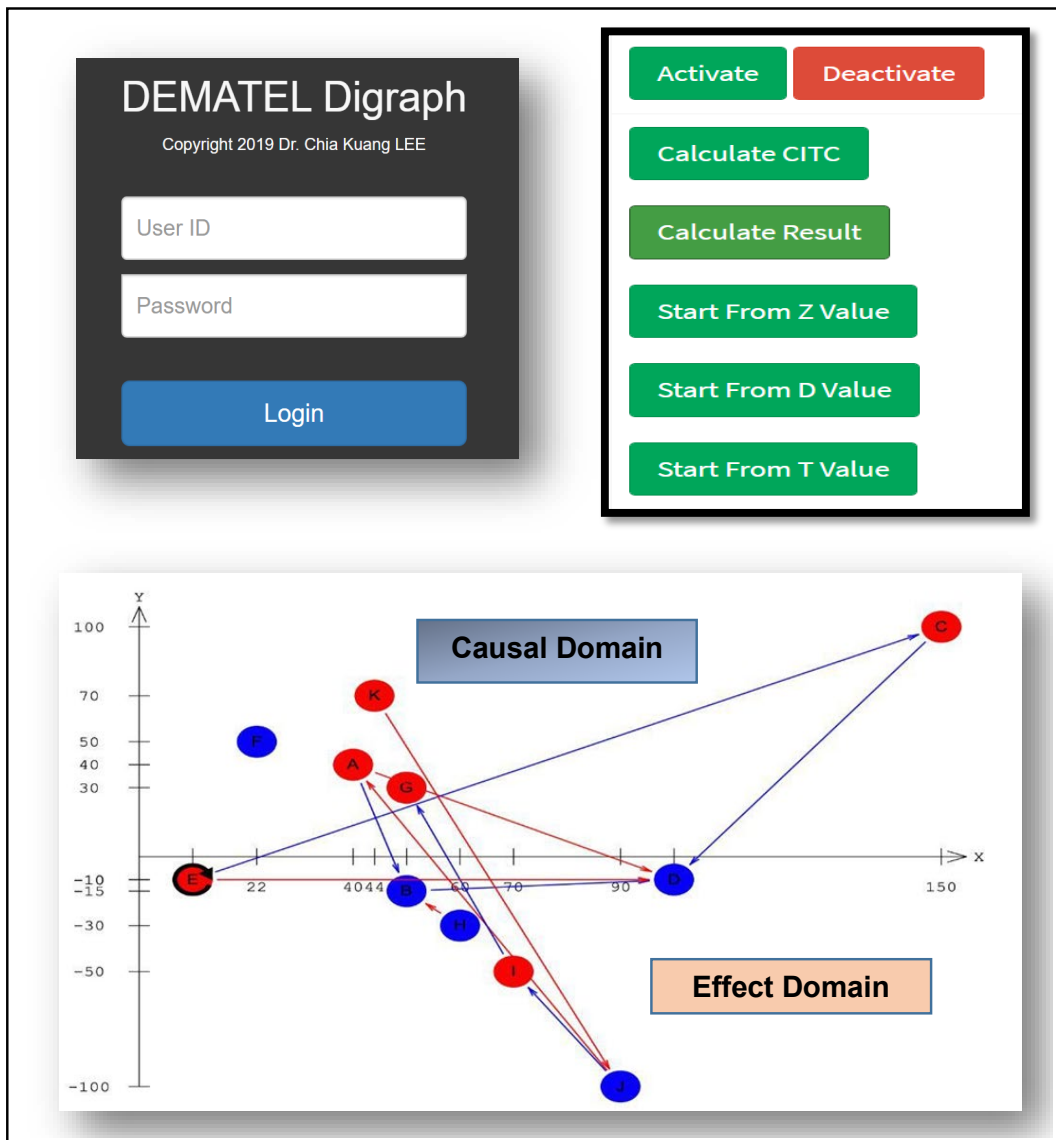 DEMATEL Digraph
Copyright 2019 Dr. Chia Kuang LEE
User ID
Password
Login
Activate Deactivate
Calculate CITC
Calculate Result
Start From Z Value
Start From D Value
Start From T Value
Y
100
C
Causal Domain
70
K
50
F
40
A
30
G
X
-10
E
22
40
44
B
60
70
90
D
150
-15
-30
H
-50
I
Effect Domain
-100
J